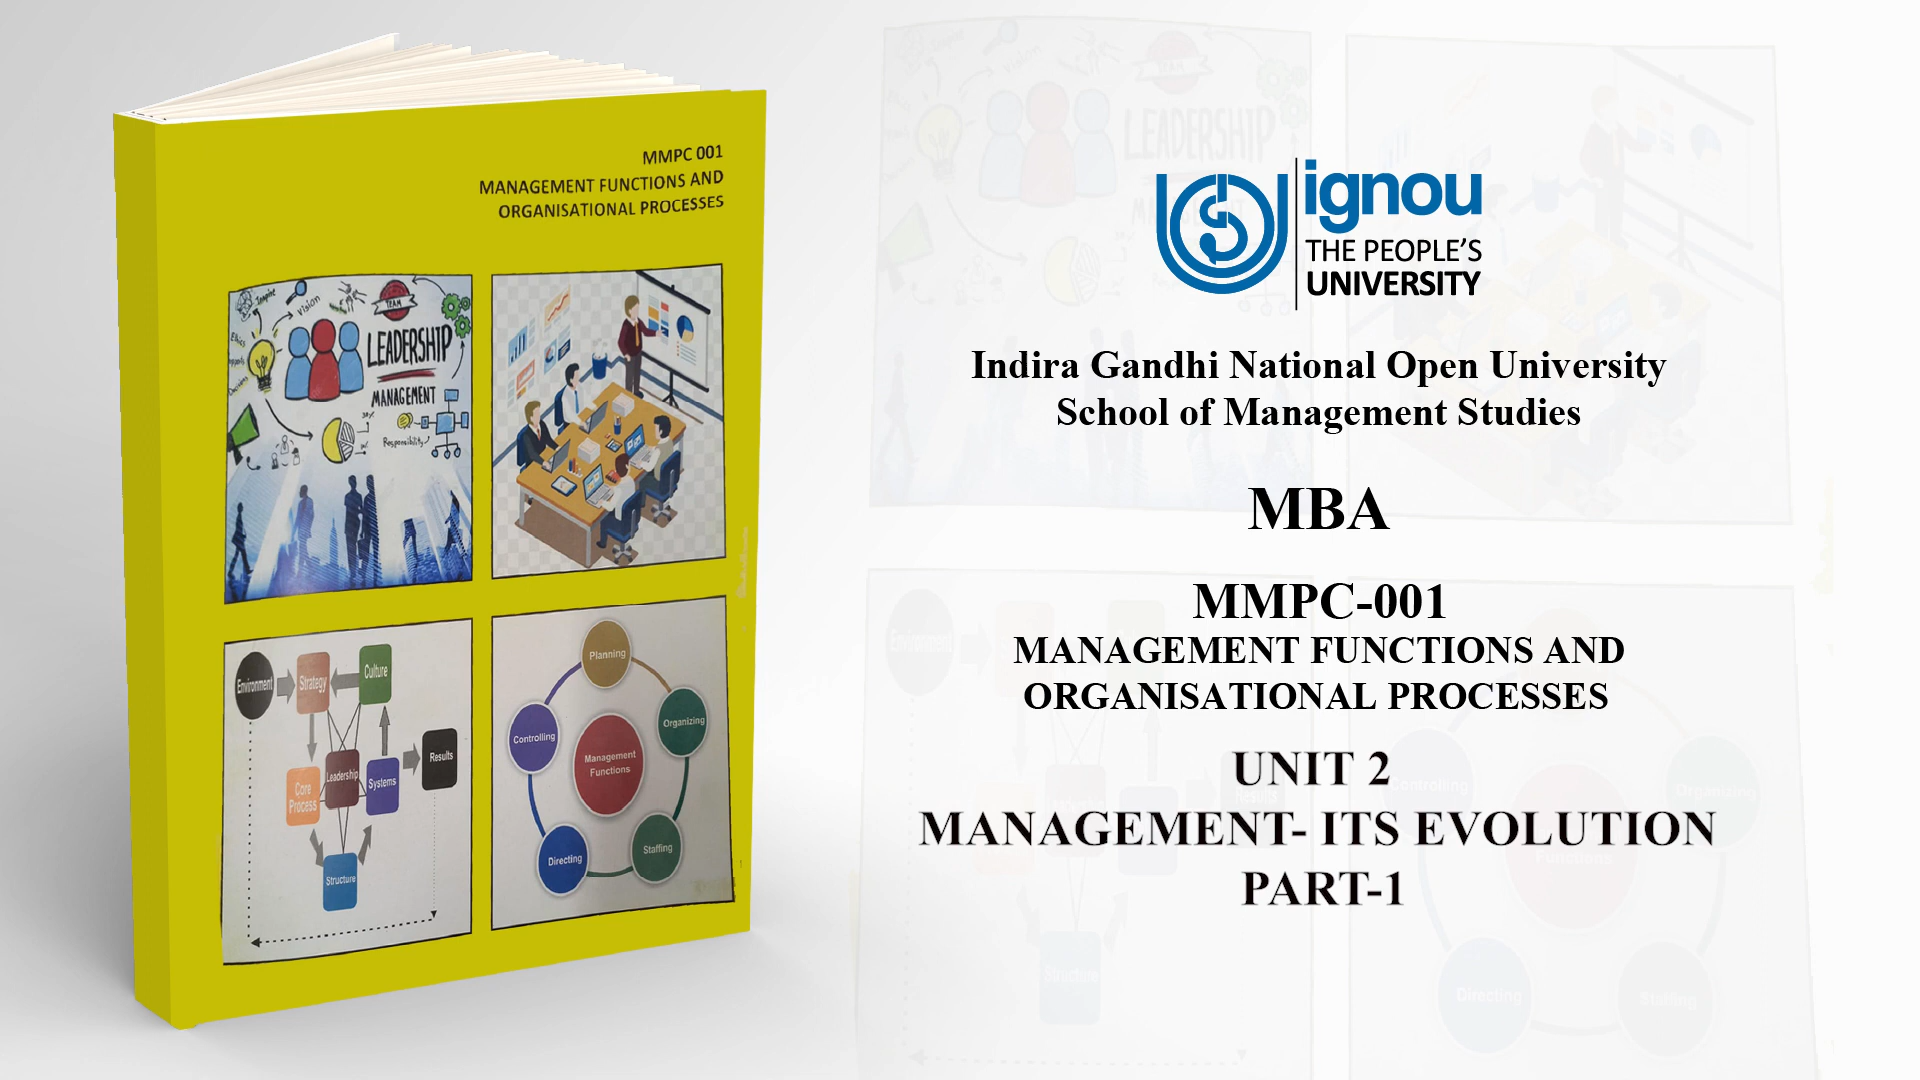 MMPC 001
MANAGEMENT FUNCTIONS AND
ORGANISATIONAL PROCESSES
Inspire
Vision
TEAM
Ethics
LEADERSHIP
MANAGEMENT
Responsibility
Environment
Strategy
Culture
Core
Process
Leadership
Systems
Results
Structure
Planning
Organizing
Controlling
Management
Functions
Directing
Staffing
ignou
THE PEOPLE'S
UNIVERSITY
Indira Gandhi National Open University
School of Management Studies
MBA
MMPC-001
MANAGEMENT FUNCTIONS AND
ORGANISATIONAL PROCESSES
UNIT 2
MANAGEMENT- ITS EVOLUTION
PART-1